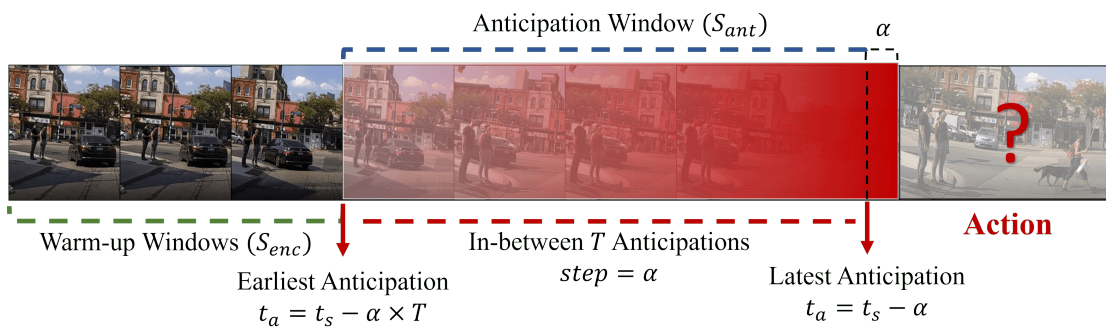 Anticipation Window (S_ant)
α
?
Action
Warm-up Windows (S_enc)
In-between T Anticipations
step = α
Earliest Anticipation
t_a = t_s − α × T
Latest Anticipation
t_a = t_s − α